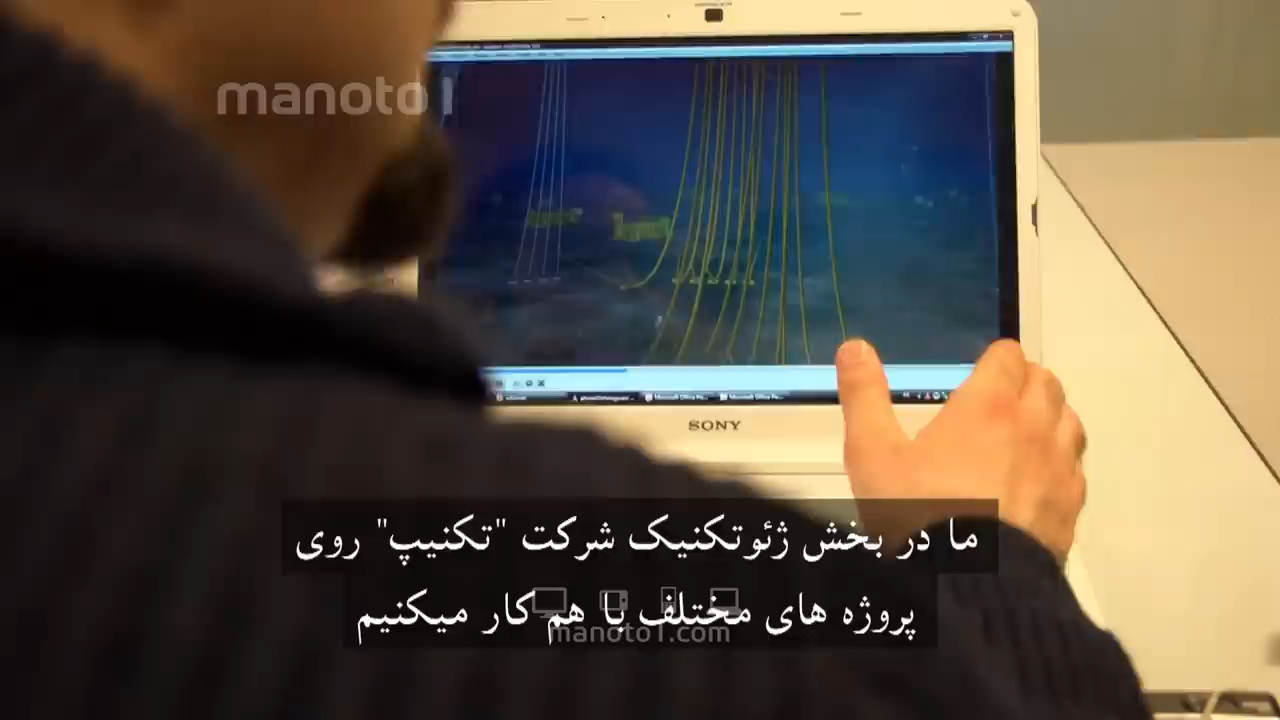 manoto1
SONY
ما در بخش ژئوتکنیک شرکت "تکنیپ" روی
پروژه های مختلف با هم کار میکنیم
manoto1.com